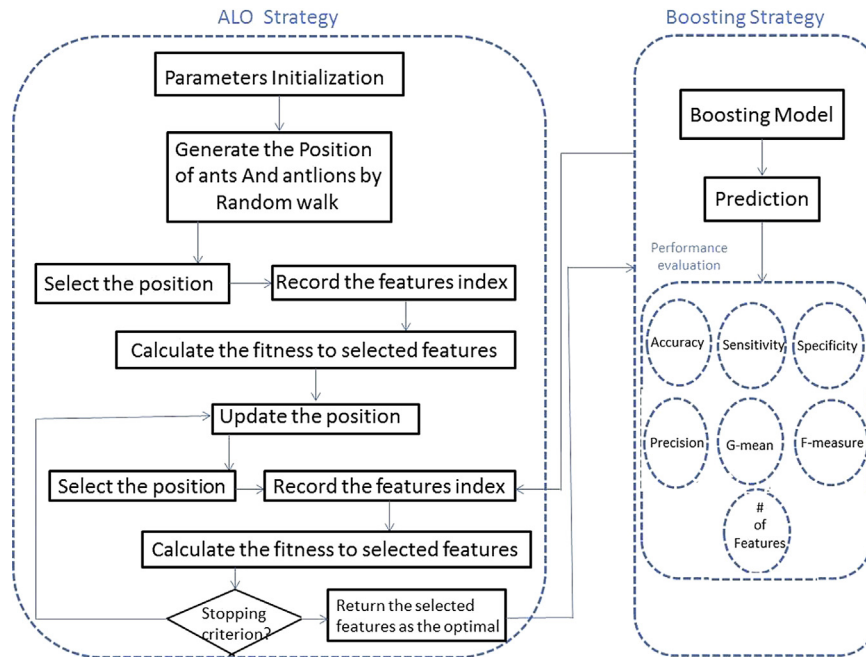 ALO Strategy
Parameters Initialization
Generate the Position
of ants And antlions by
Random walk
Select the position
Record the features index
Calculate the fitness to selected features
Update the position
Select the position
Record the features index
Calculate the fitness to selected features
Stopping
criterion?
Return the selected
features as the optimal
Boosting Strategy
Boosting Model
Prediction
Performance
evaluation
Accuracy
Sensitivity
Specificity
Precision
G-mean
F-measure
#
of
Features